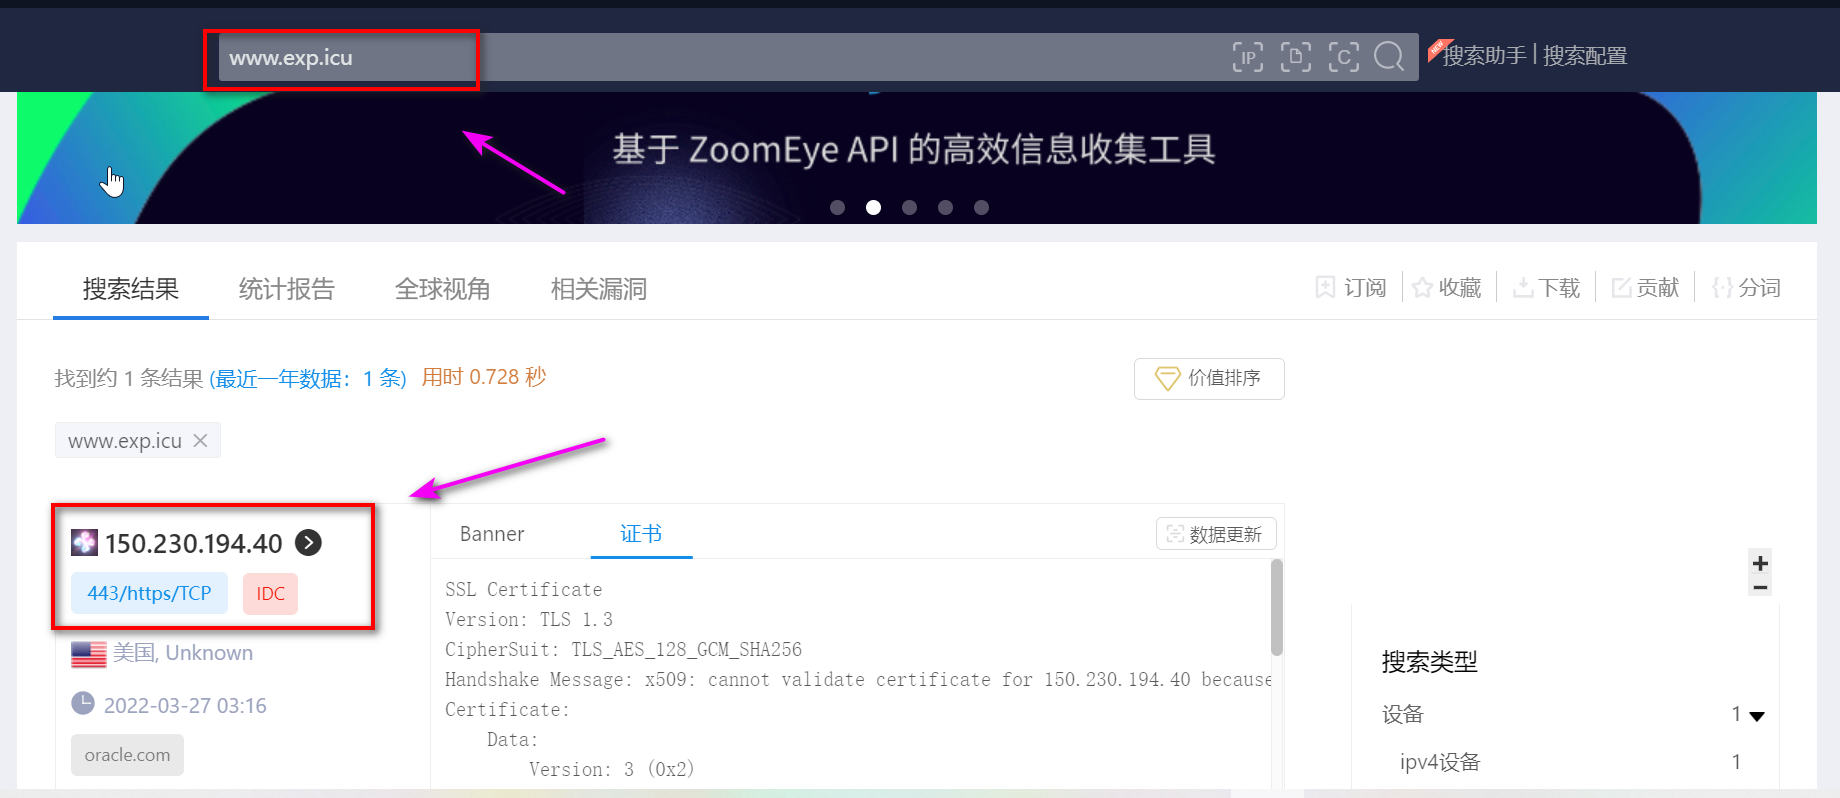 www.exp.icu
IP
C
NEW
搜索助手 | 搜索配置
基于 ZoomEye API 的高效信息收集工具
搜索结果 统计报告 全球视角 相关漏洞
订阅 收藏 下载 贡献 分词
找到约 1 条结果 (最近一年数据：1 条) 用时 0.728 秒
价值排序
www.exp.icu
150.230.194.40
443/https/TCP IDC
美国, Unknown
2022-03-27 03:16
oracle.com
Banner 证书 数据更新
SSL Certificate
Version: TLS 1.3
CipherSuit: TLS_AES_128_GCM_SHA256
Handshake Message: x509: cannot validate certificate for 150.230.194.40 because
Certificate:
Data:
Version: 3 (0x2)
搜索类型
设备 1
ipv4设备 1